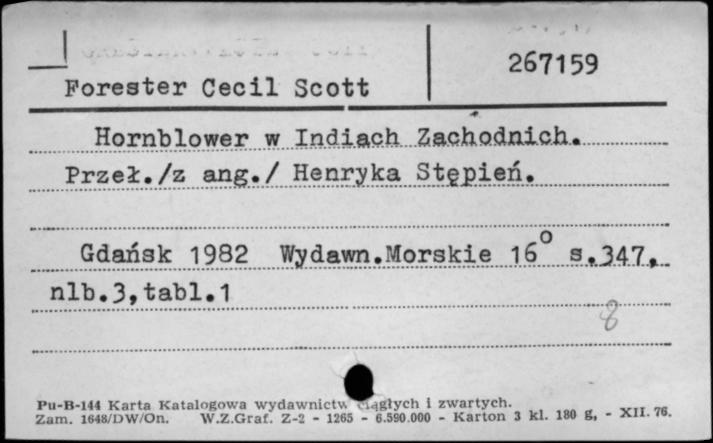 267159
Forester Cecil Scott
Hornblower w Indiach Zachodnich.
Przeł./z ang./ Henryka Stępień.
Gdańsk 1982 Wydawn.Morskie 16° s.347,
nlb.3,tabl.1
8
Pu-B-144 Karta Katalogowa wydawnictw ciągłych i zwartych.
Zam. 1648/DW/On. W.Z.Graf. Z-2 - 1265 - 6.590.000 - Karton 3 kl. 180 g, - XII. 76.